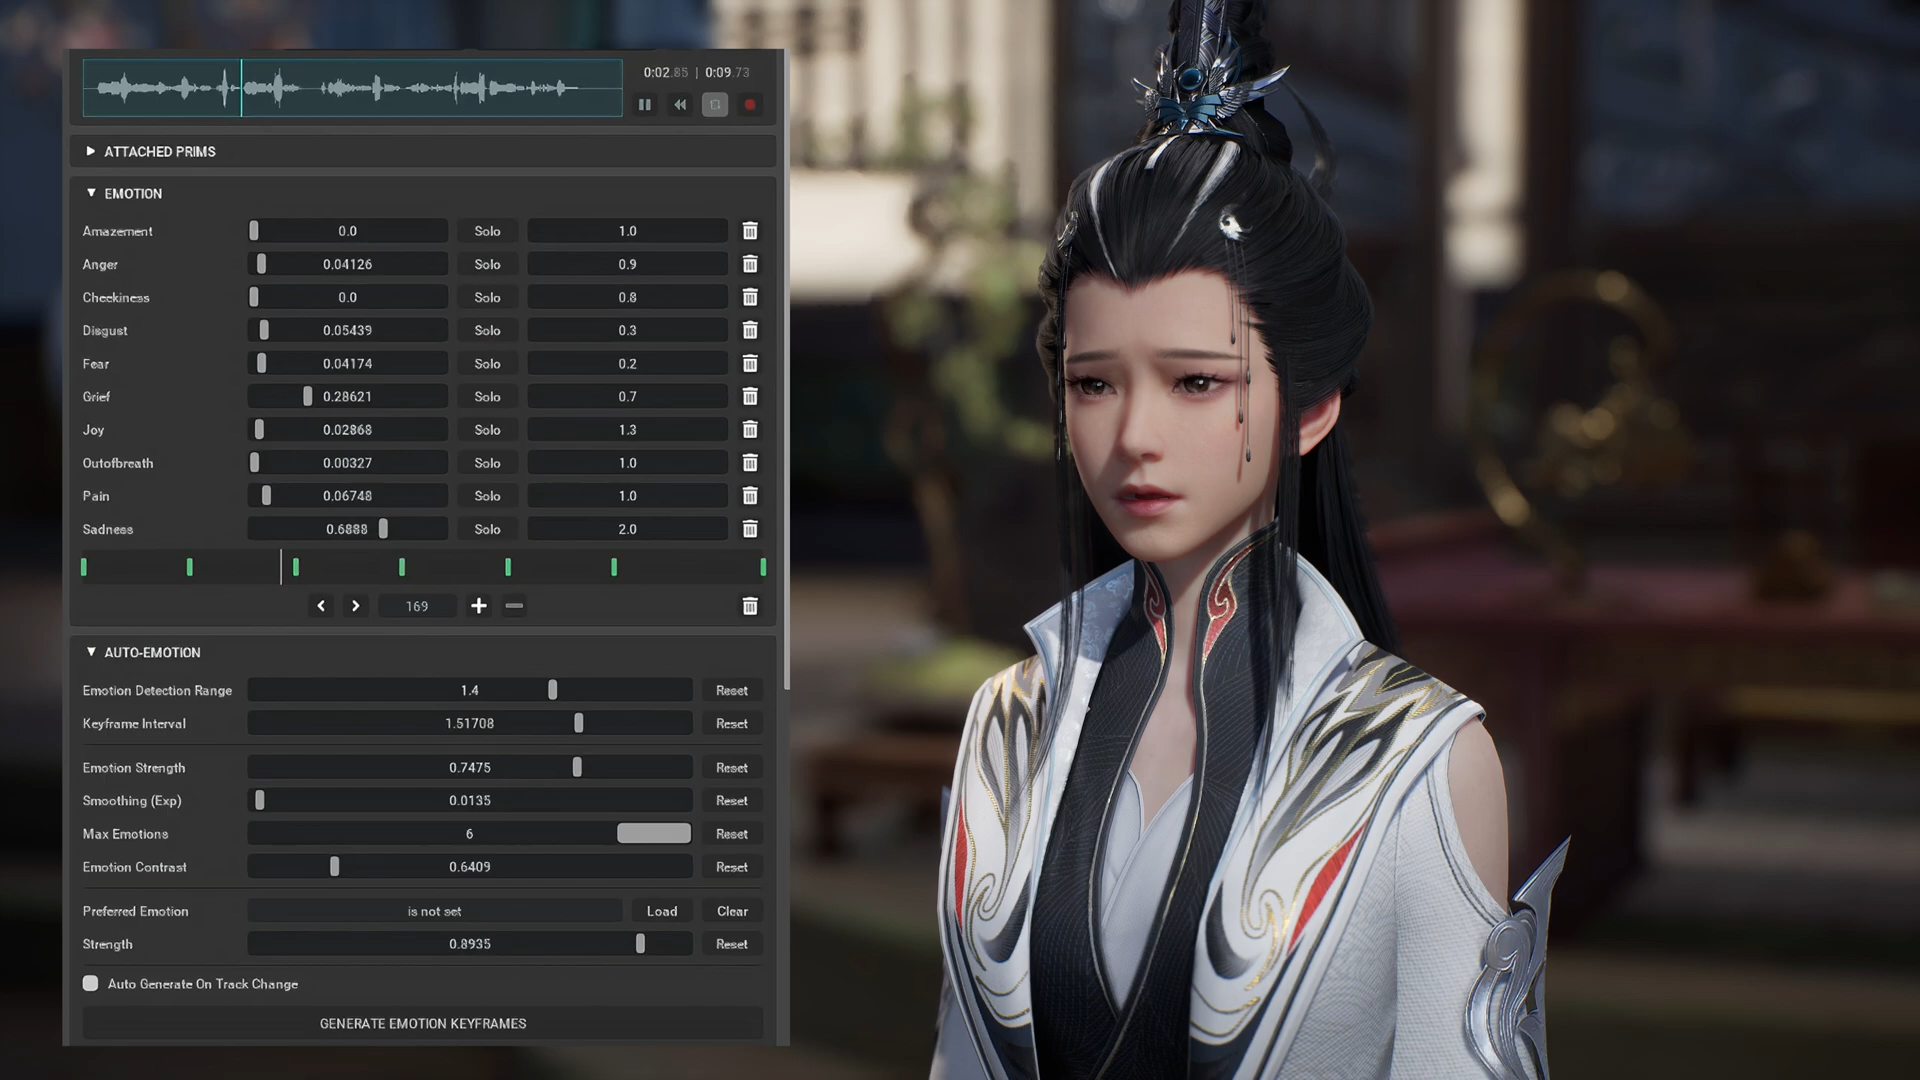 0:02.85 | 0:09.73
ATTACHED PRIMS
EMOTION
Amazement 0.0 Solo 1.0
Anger 0.04126 Solo 0.9
Cheekiness 0.0 Solo 0.8
Disgust 0.05439 Solo 0.3
Fear 0.04174 Solo 0.2
Grief 0.28621 Solo 0.7
Joy 0.02868 Solo 1.3
Outofbreath 0.00327 Solo 1.0
Pain 0.06748 Solo 1.0
Sadness 0.6888 Solo 2.0
169
AUTO-EMOTION
Emotion Detection Range 1.4 Reset
Keyframe Interval 1.51708 Reset
Emotion Strength 0.7475 Reset
Smoothing (Exp) 0.0135 Reset
Max Emotions 6 Reset
Emotion Contrast 0.6409 Reset
Preferred Emotion is not set Load Clear
Strength 0.8935 Reset
Auto Generate On Track Change
GENERATE EMOTION KEYFRAMES